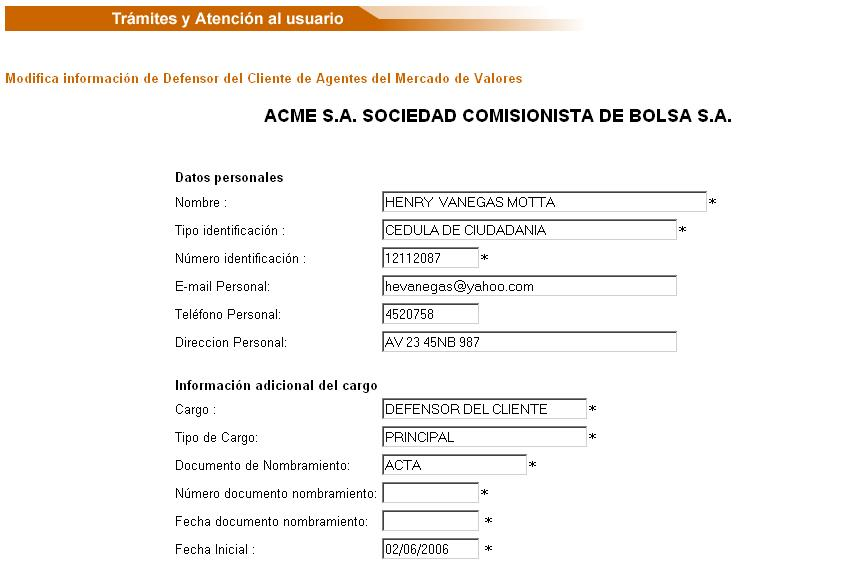 Trámites y Atención al usuario
Modifica información de Defensor del Cliente de Agentes del Mercado de Valores
ACME S.A. SOCIEDAD COMISIONISTA DE BOLSA S.A.
Datos personales
Nombre : HENRY VANEGAS MOTTA *
Tipo identificación : CEDULA DE CIUDADANIA *
Número identificación : 12112087 *
E-mail Personal: hevanegas@yahoo.com
Teléfono Personal: 4520758
Direccion Personal: AV 23 45NB 987
Información adicional del cargo
Cargo : DEFENSOR DEL CLIENTE *
Tipo de Cargo: PRINCIPAL *
Documento de Nombramiento: ACTA *
Número documento nombramiento: *
Fecha documento nombramiento: *
Fecha Inicial : 02/06/2006 *